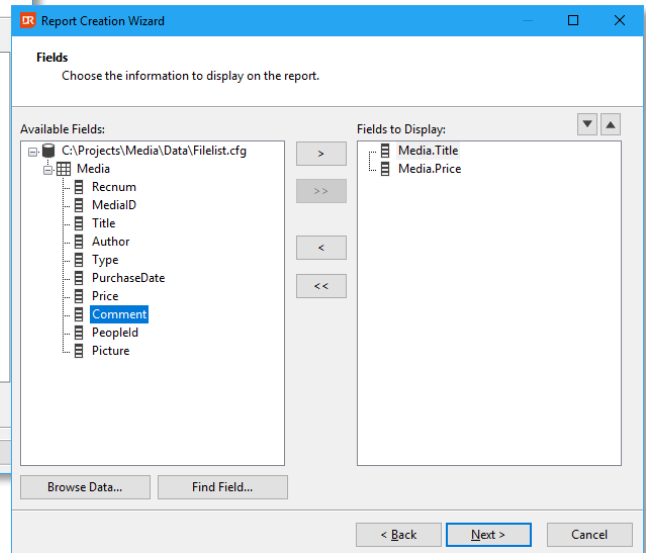 DR Report Creation Wizard
Fields
Choose the information to display on the report.
Available Fields:
C:\Projects\Media\Data\Filelist.cfg
Media
Recnum
MediaID
Title
Author
Type
PurchaseDate
Price
Comment
PeopleId
Picture
>
>>
<
<<
Fields to Display:
Media.Title
Media.Price
Browse Data...
Find Field...
< Back
Next >
Cancel